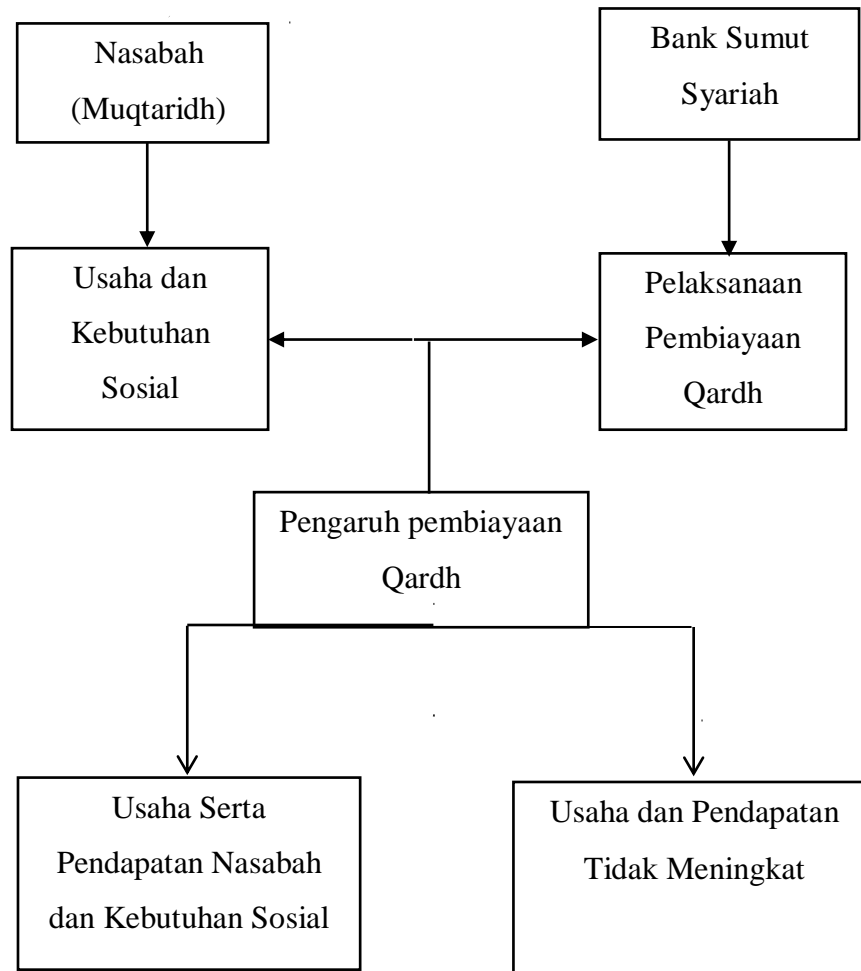 Nasabah
(Muqtaridh)
Bank Sumut
Syariah
Usaha dan
Kebutuhan
Sosial
Pelaksanaan
Pembiayaan
Qardh
Pengaruh pembiayaan
Qardh
Usaha Serta
Pendapatan Nasabah
dan Kebutuhan Sosial
Usaha dan Pendapatan
Tidak Meningkat